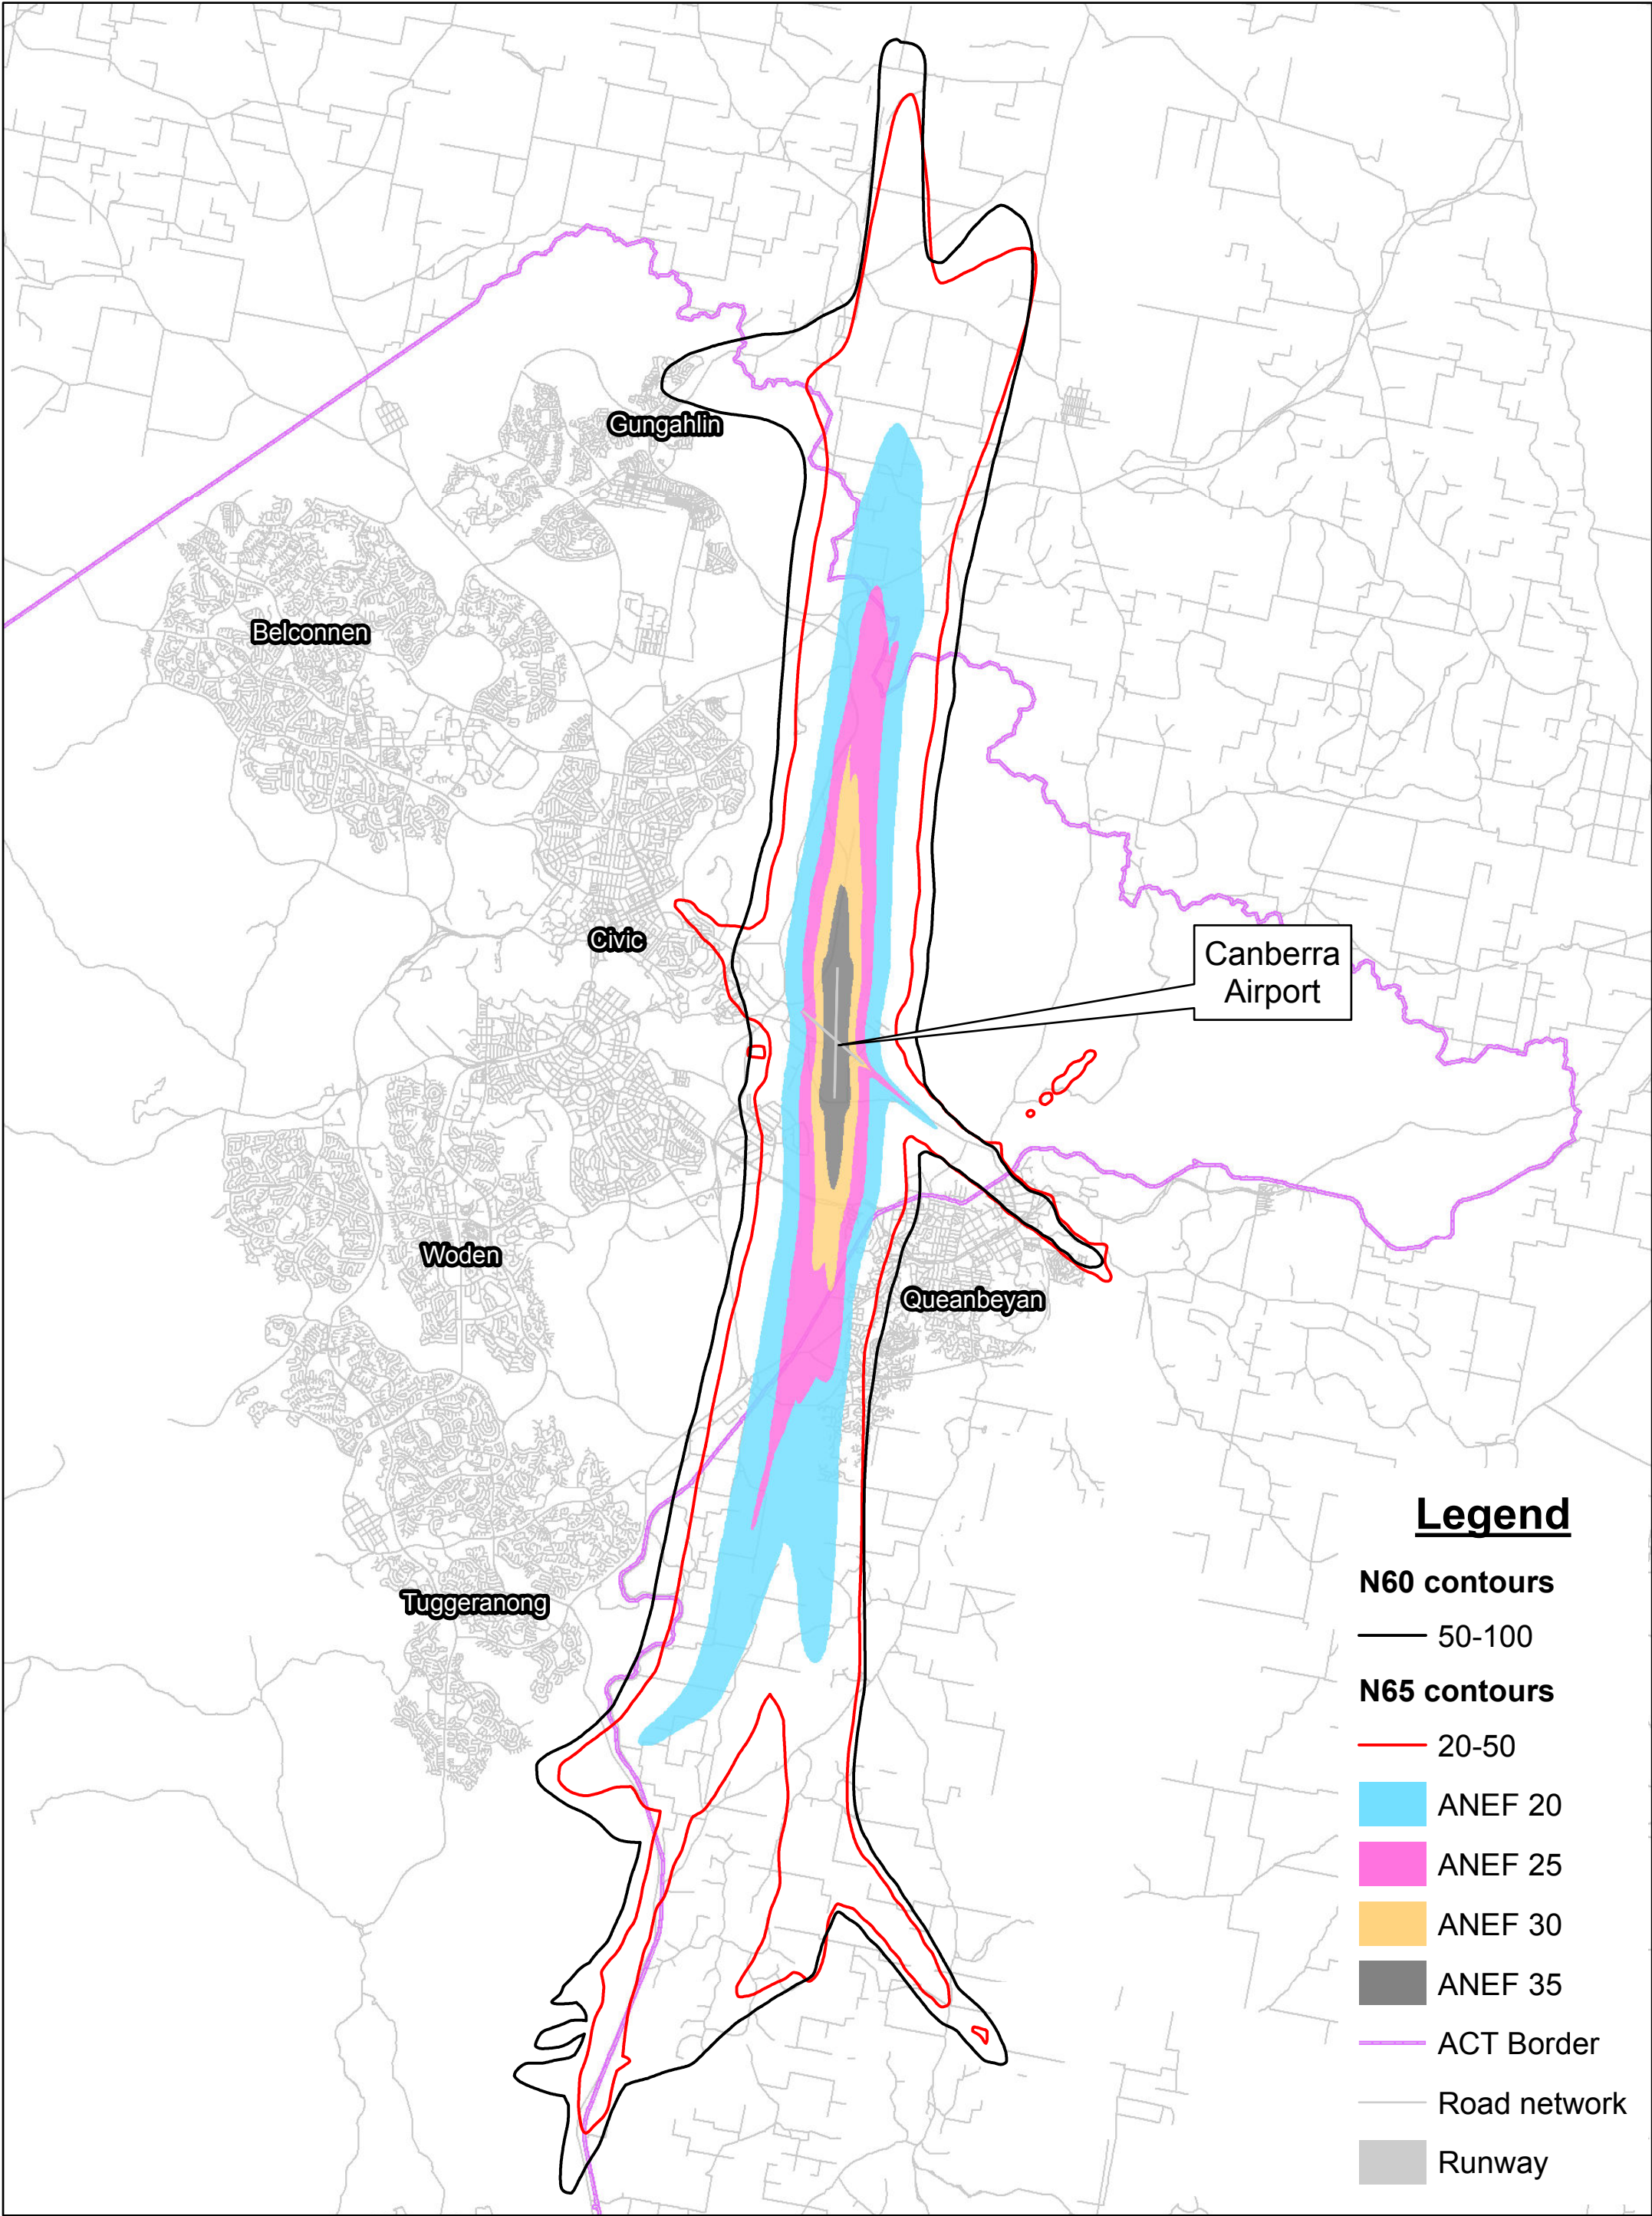 Gungahlin
Belconnen
Civic
Canberra
Airport
Woden
Queanbeyan
Tuggeranong
Legend
N60 contours
50-100
N65 contours
20-50
ANEF 20
ANEF 25
ANEF 30
ANEF 35
ACT Border
Road network
Runway